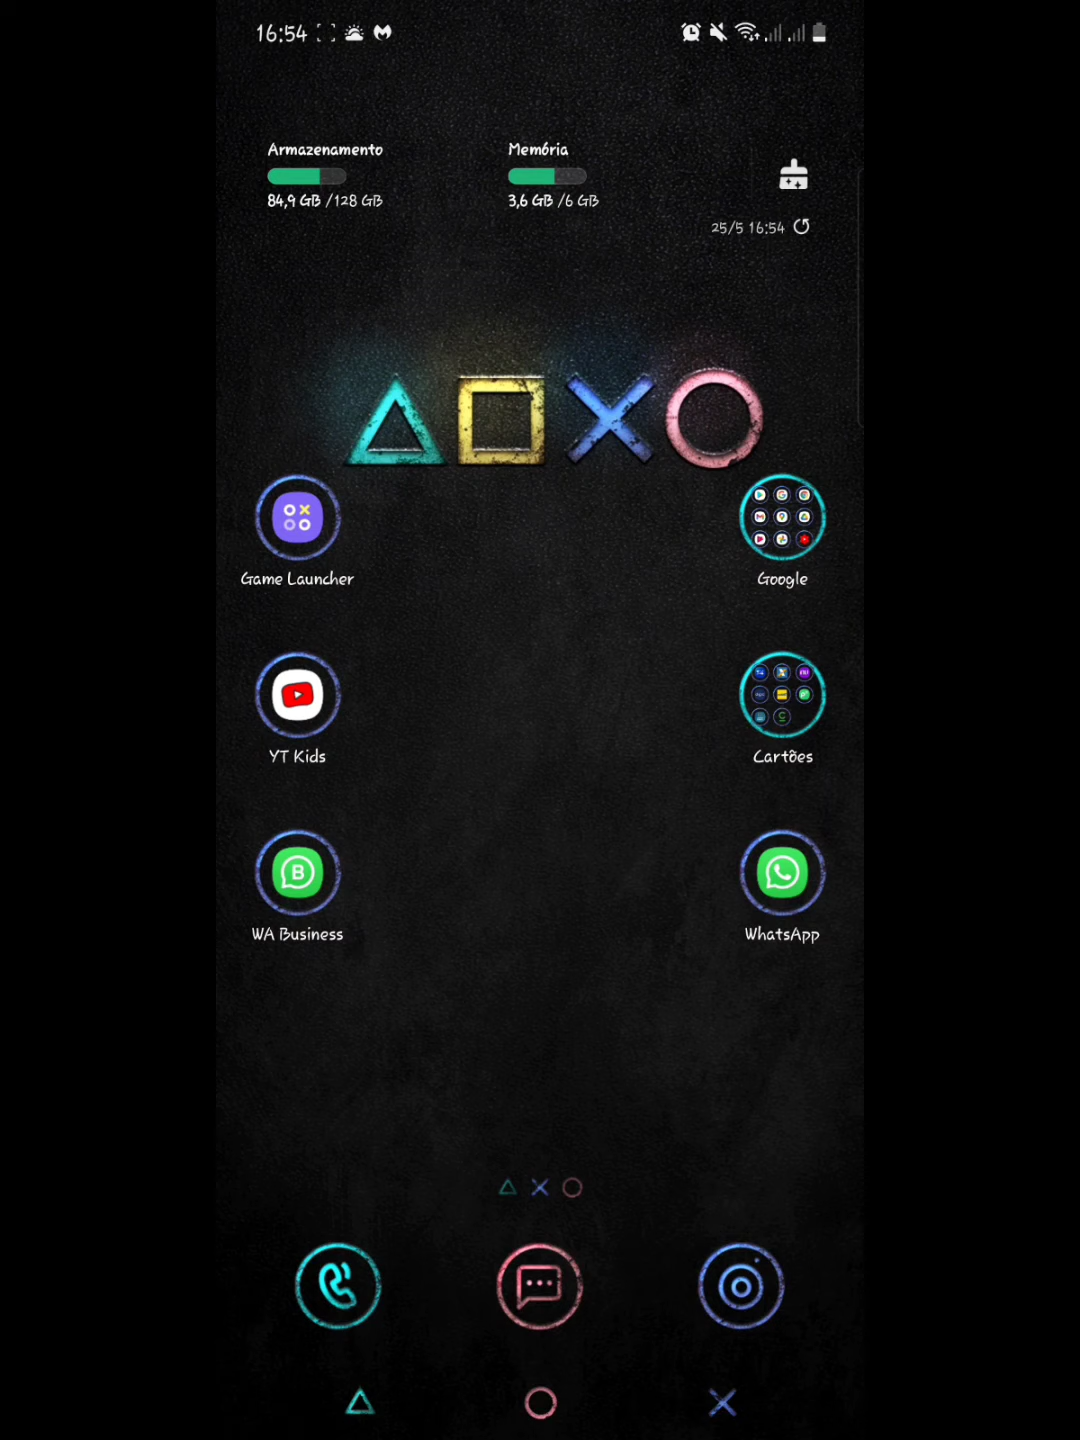 16:54
Armazenamento
84,9 GB /128 GB
Memória
3,6 GB /6 GB
25/5 16:54
Game Launcher
Google
YT Kids
Cartões
B
WA Business
WhatsApp